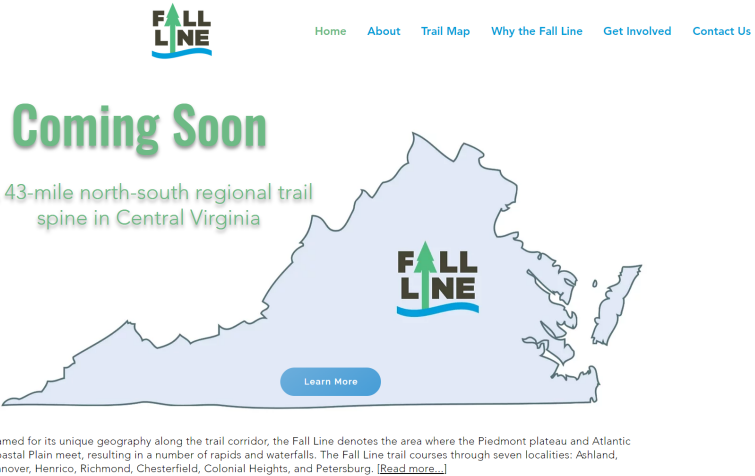 FALL
LINE
Home About Trail Map Why the Fall Line Get Involved Contact Us
Coming Soon
43-mile north-south regional trail
spine in Central Virginia
FALL
LINE
Learn More
for its unique geography along the trail corridor, the Fall Line denotes the area where the Piedmont plateau and Atlantic
Plain meet, resulting in a number of rapids and waterfalls. The Fall Line trail courses through seven localities: Ashland,
Henrico, Richmond, Chesterfield, Colonial Heights, and Petersburg. [Read more...]